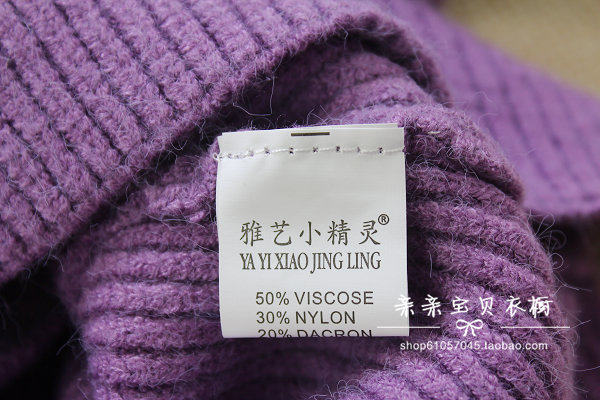 雅艺小精灵®
YA YI XIAO JING LING
50% VISCOSE
30% NYLON
20% DACRON
亲亲宝贝衣橱
shop61057045.taobao.com